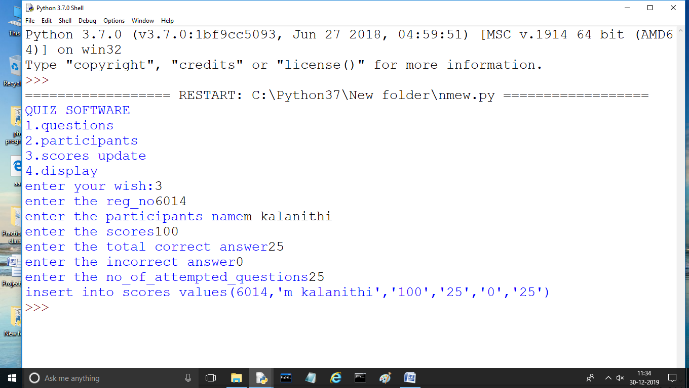 Python 3.7.0 Shell
File Edit Shell Debug Options Window Help
Python 3.7.0 (v3.7.0:1bf9cc5093, Jun 27 2018, 04:59:51) [MSC v.1914 64 bit (AMD6
4)] on win32
Type "copyright", "credits" or "license()" for more information.
>>>
================== RESTART: C:\Python37\New folder\nmew.py ==================
QUIZ SOFTWARE
1.questions
2.participants
3.scores update
4.display
enter your wish:3
enter the reg_no6014
enter the participants namem kalanithi
enter the scores100
enter the total correct answer25
enter the incorrect answer0
enter the no_of_attempted_questions25
insert into scores values(6014,'m kalanithi','100','25','0','25')
>>>
Ask me anything
11:34
30-12-2019